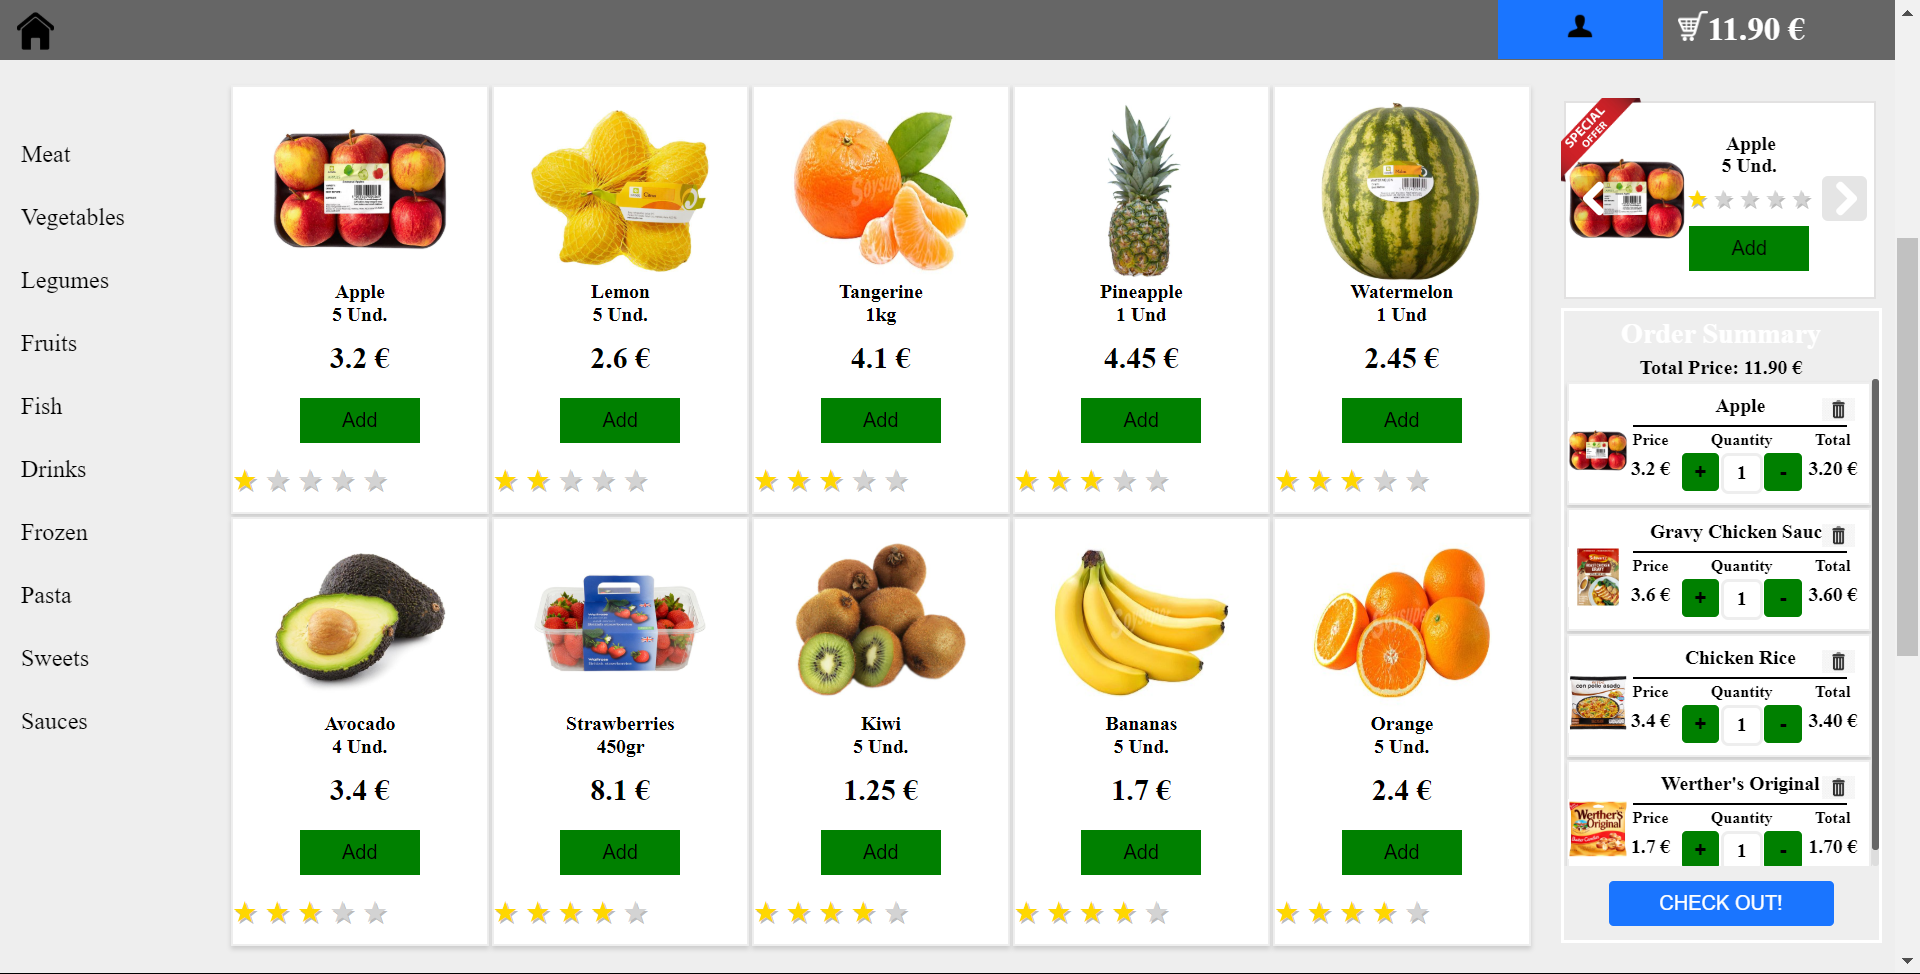 11.90 €
Meat
Vegetables
Legumes
Fruits
Fish
Drinks
Frozen
Pasta
Sweets
Sauces
Apple
5 Und.
3.2 €
Add
Lemon
5 Und.
2.6 €
Add
Tangerine
1kg
4.1 €
Add
Pineapple
1 Und
4.45 €
Add
Watermelon
1 Und
2.45 €
Add
Avocado
4 Und.
3.4 €
Add
Strawberries
450gr
8.1 €
Add
Kiwi
5 Und.
1.25 €
Add
Bananas
5 Und.
1.7 €
Add
Orange
5 Und.
2.4 €
Add
SPECIAL
OFFER
Apple
5 Und.
Add
Order Summary
Total Price: 11.90 €
Apple
Price Quantity Total
3.2 € + 1 - 3.20 €
Gravy Chicken Sauc
Price Quantity Total
3.6 € + 1 - 3.60 €
Chicken Rice
con pollo asado
Price Quantity Total
3.4 € + 1 - 3.40 €
Werther's Original
Werther's
Original
Price Quantity Total
1.7 € + 1 - 1.70 €
CHECK OUT!